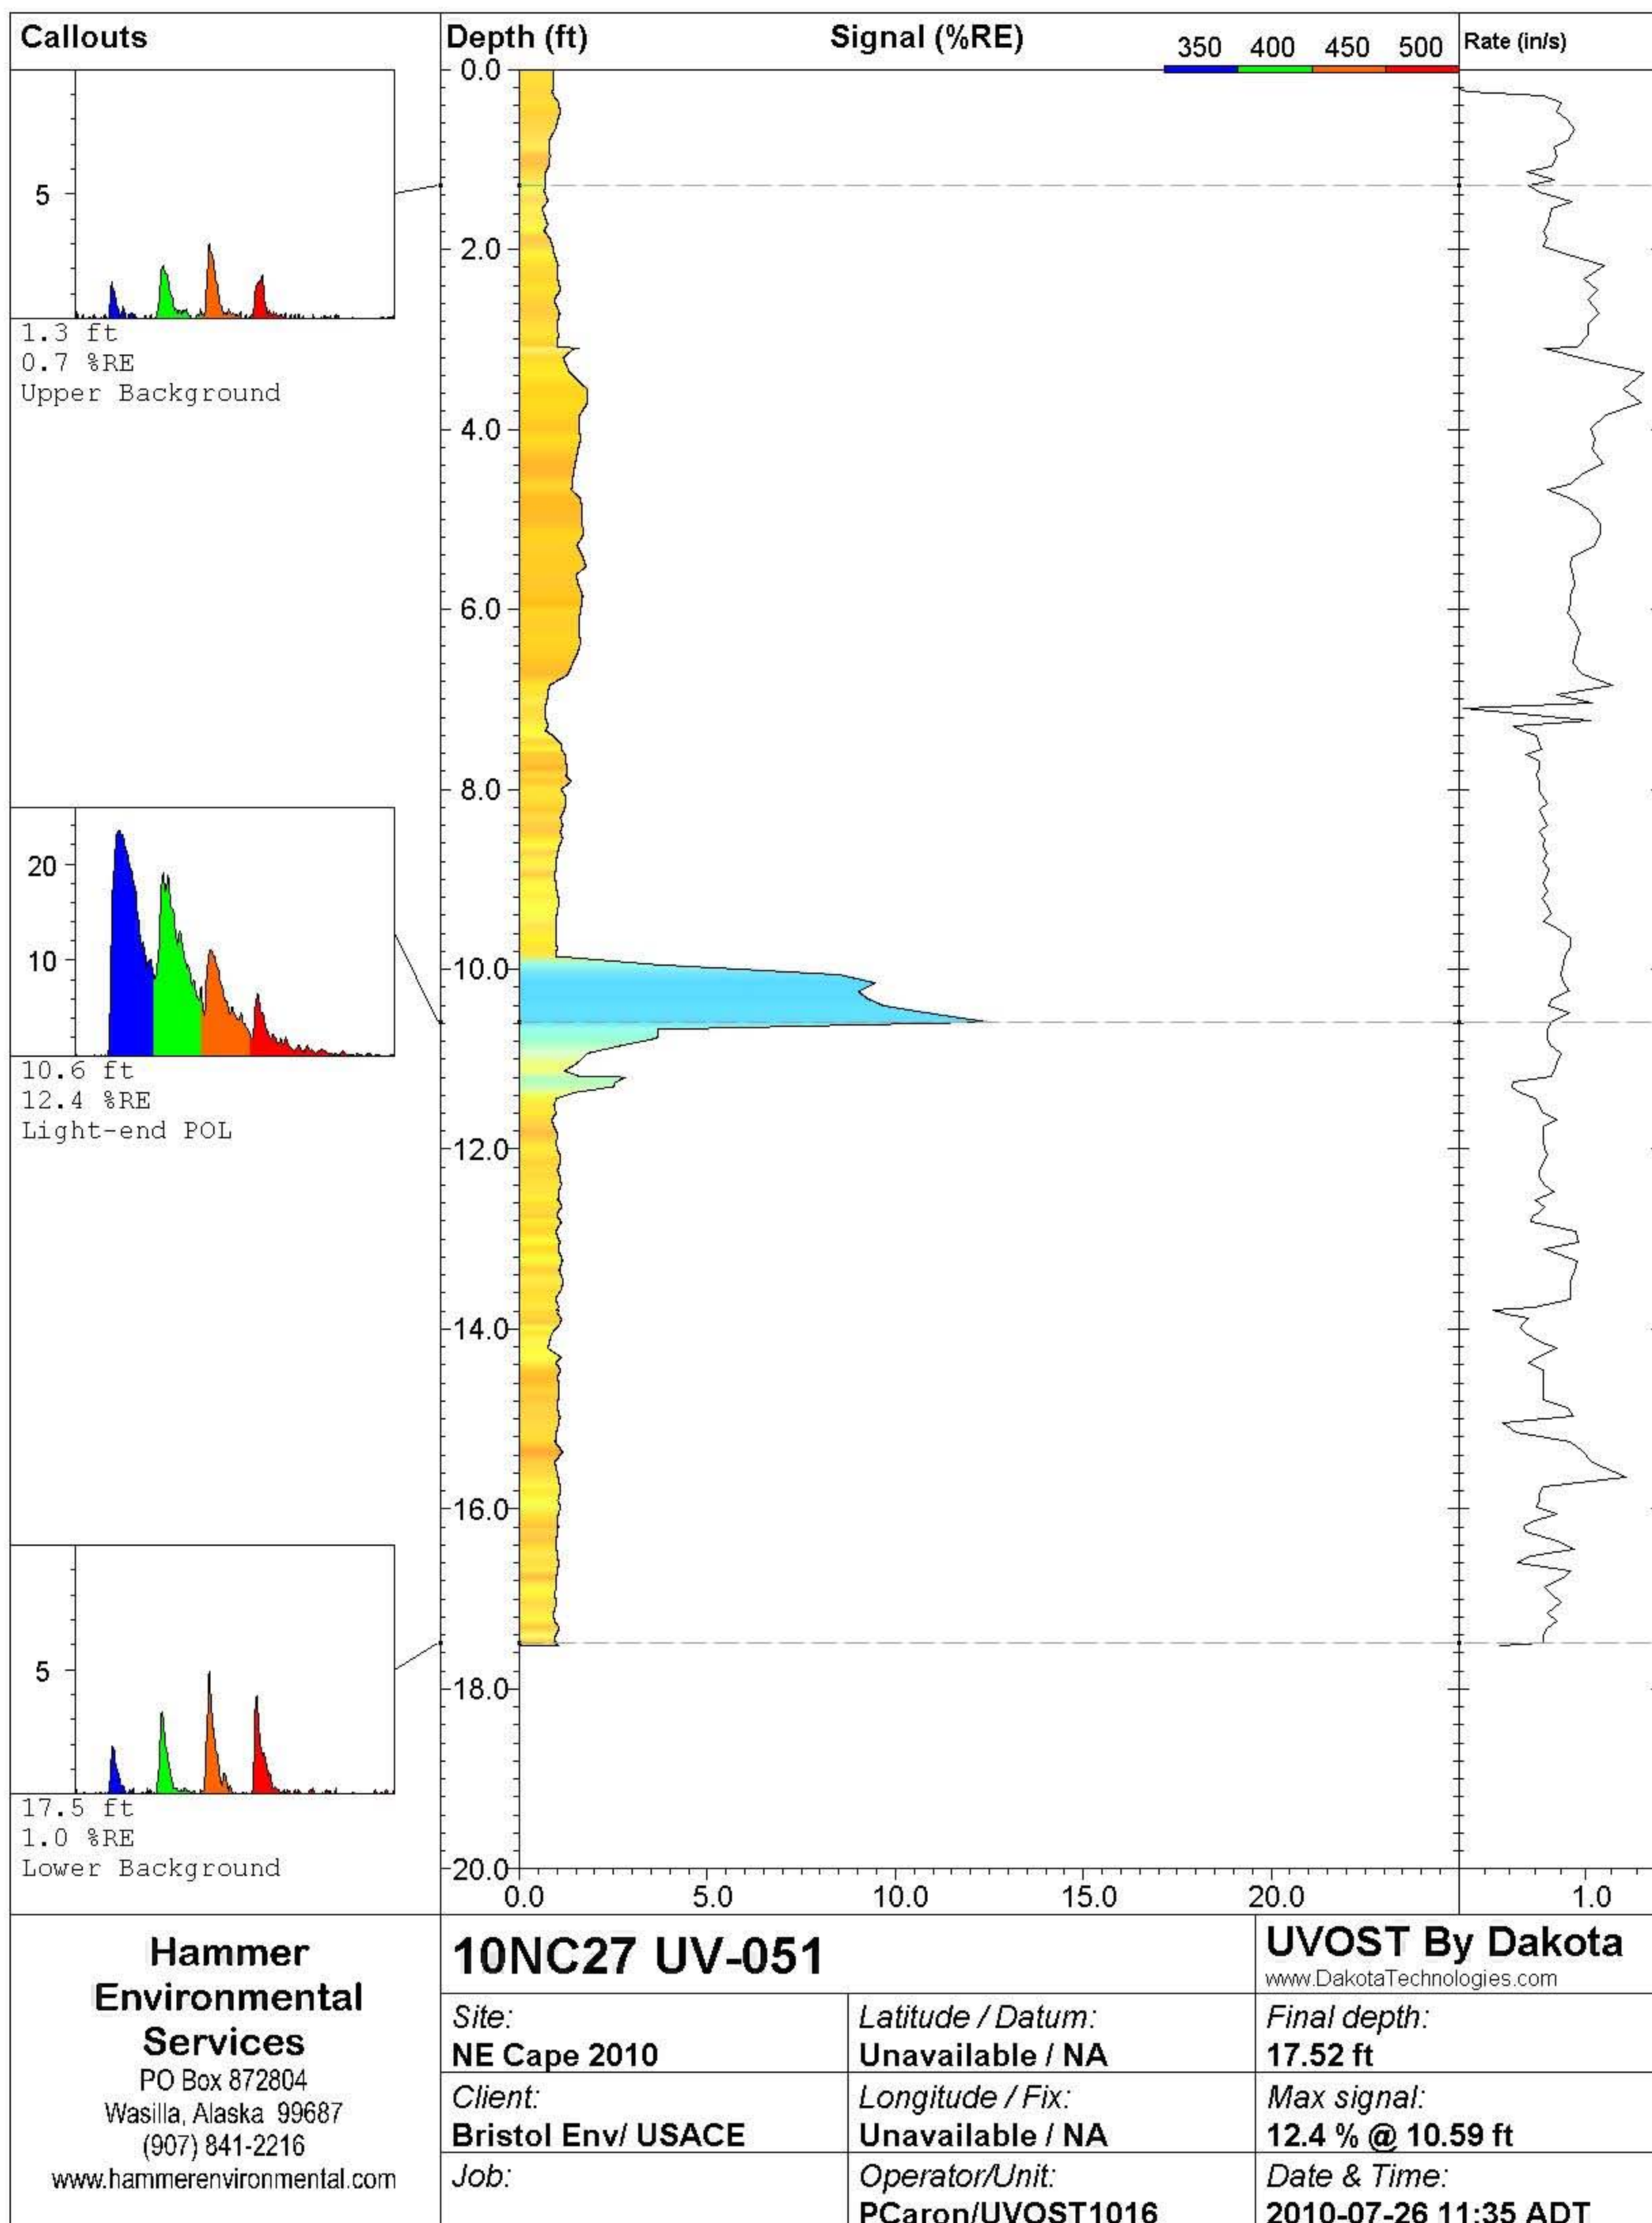 Callouts
Depth (ft)
Signal (%RE)
350 400 450 500
Rate (in/s)
5
1.3 ft
0.7 %RE
Upper Background
20
10
10.6 ft
12.4 %RE
Light-end POL
5
17.5 ft
1.0 %RE
Lower Background
0.0
2.0
4.0
6.0
8.0
10.0
12.0
14.0
16.0
18.0
20.0
0.0 5.0 10.0 15.0 20.0
1.0
Hammer
Environmental
Services
PO Box 872804
Wasilla, Alaska 99687
(907) 841-2216
www.hammerenvironmental.com
10NC27 UV-051
UVOST By Dakota
www.DakotaTechnologies.com
Site:
NE Cape 2010
Latitude / Datum:
Unavailable / NA
Final depth:
17.52 ft
Client:
Bristol Env/ USACE
Longitude / Fix:
Unavailable / NA
Max signal:
12.4 % @ 10.59 ft
Job:
Operator/Unit:
PCaron/UVOST1016
Date & Time:
2010-07-26 11:35 ADT